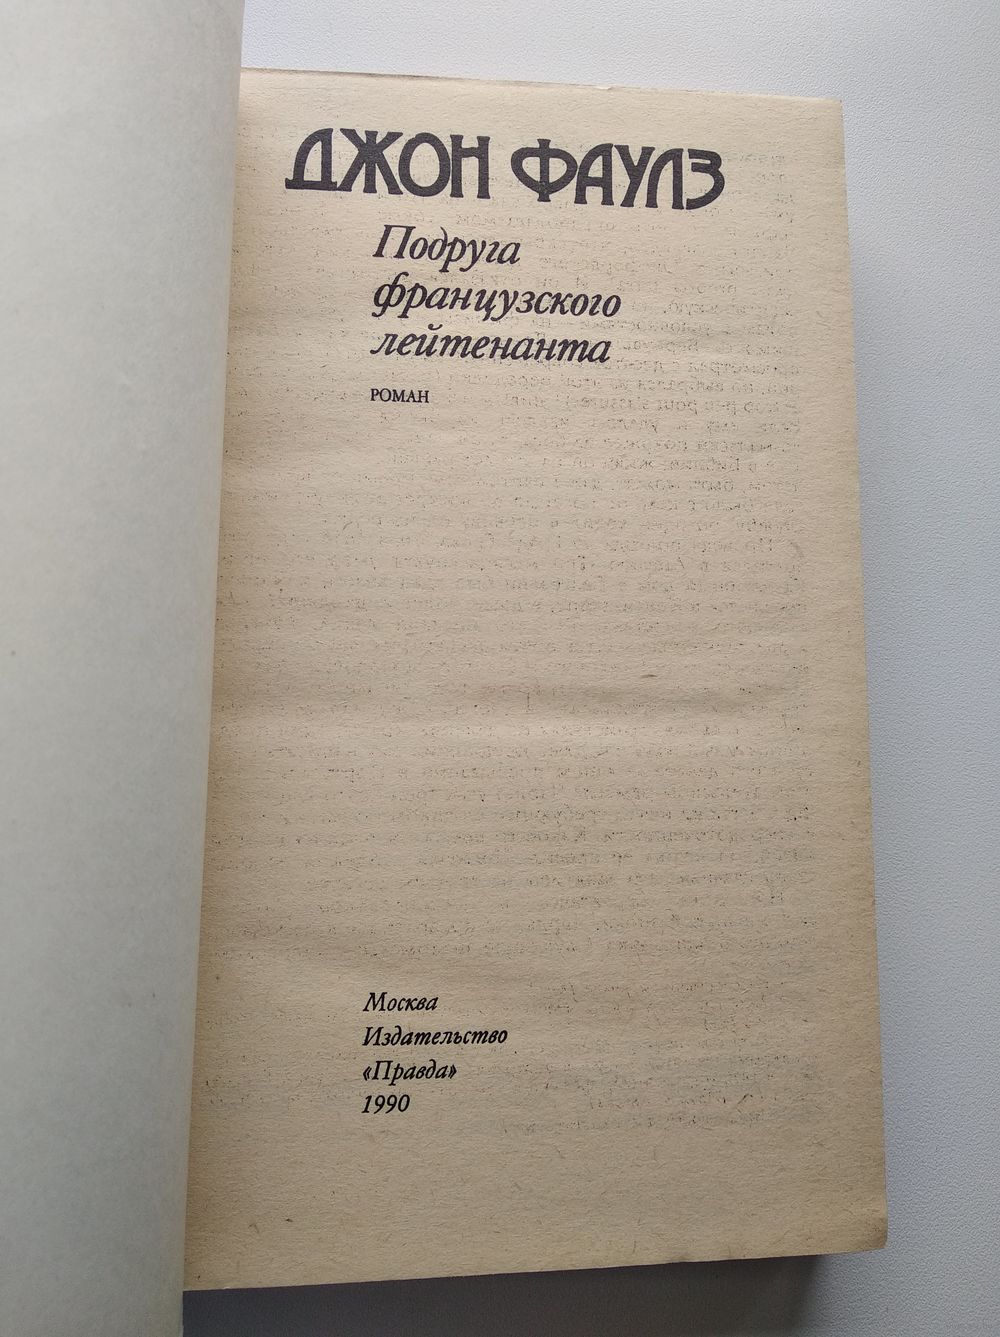 ДЖОН ФАУЛЗ
Подруга
французского
лейтенанта
РОМАН
Москва
Издательство
«Правда»
1990